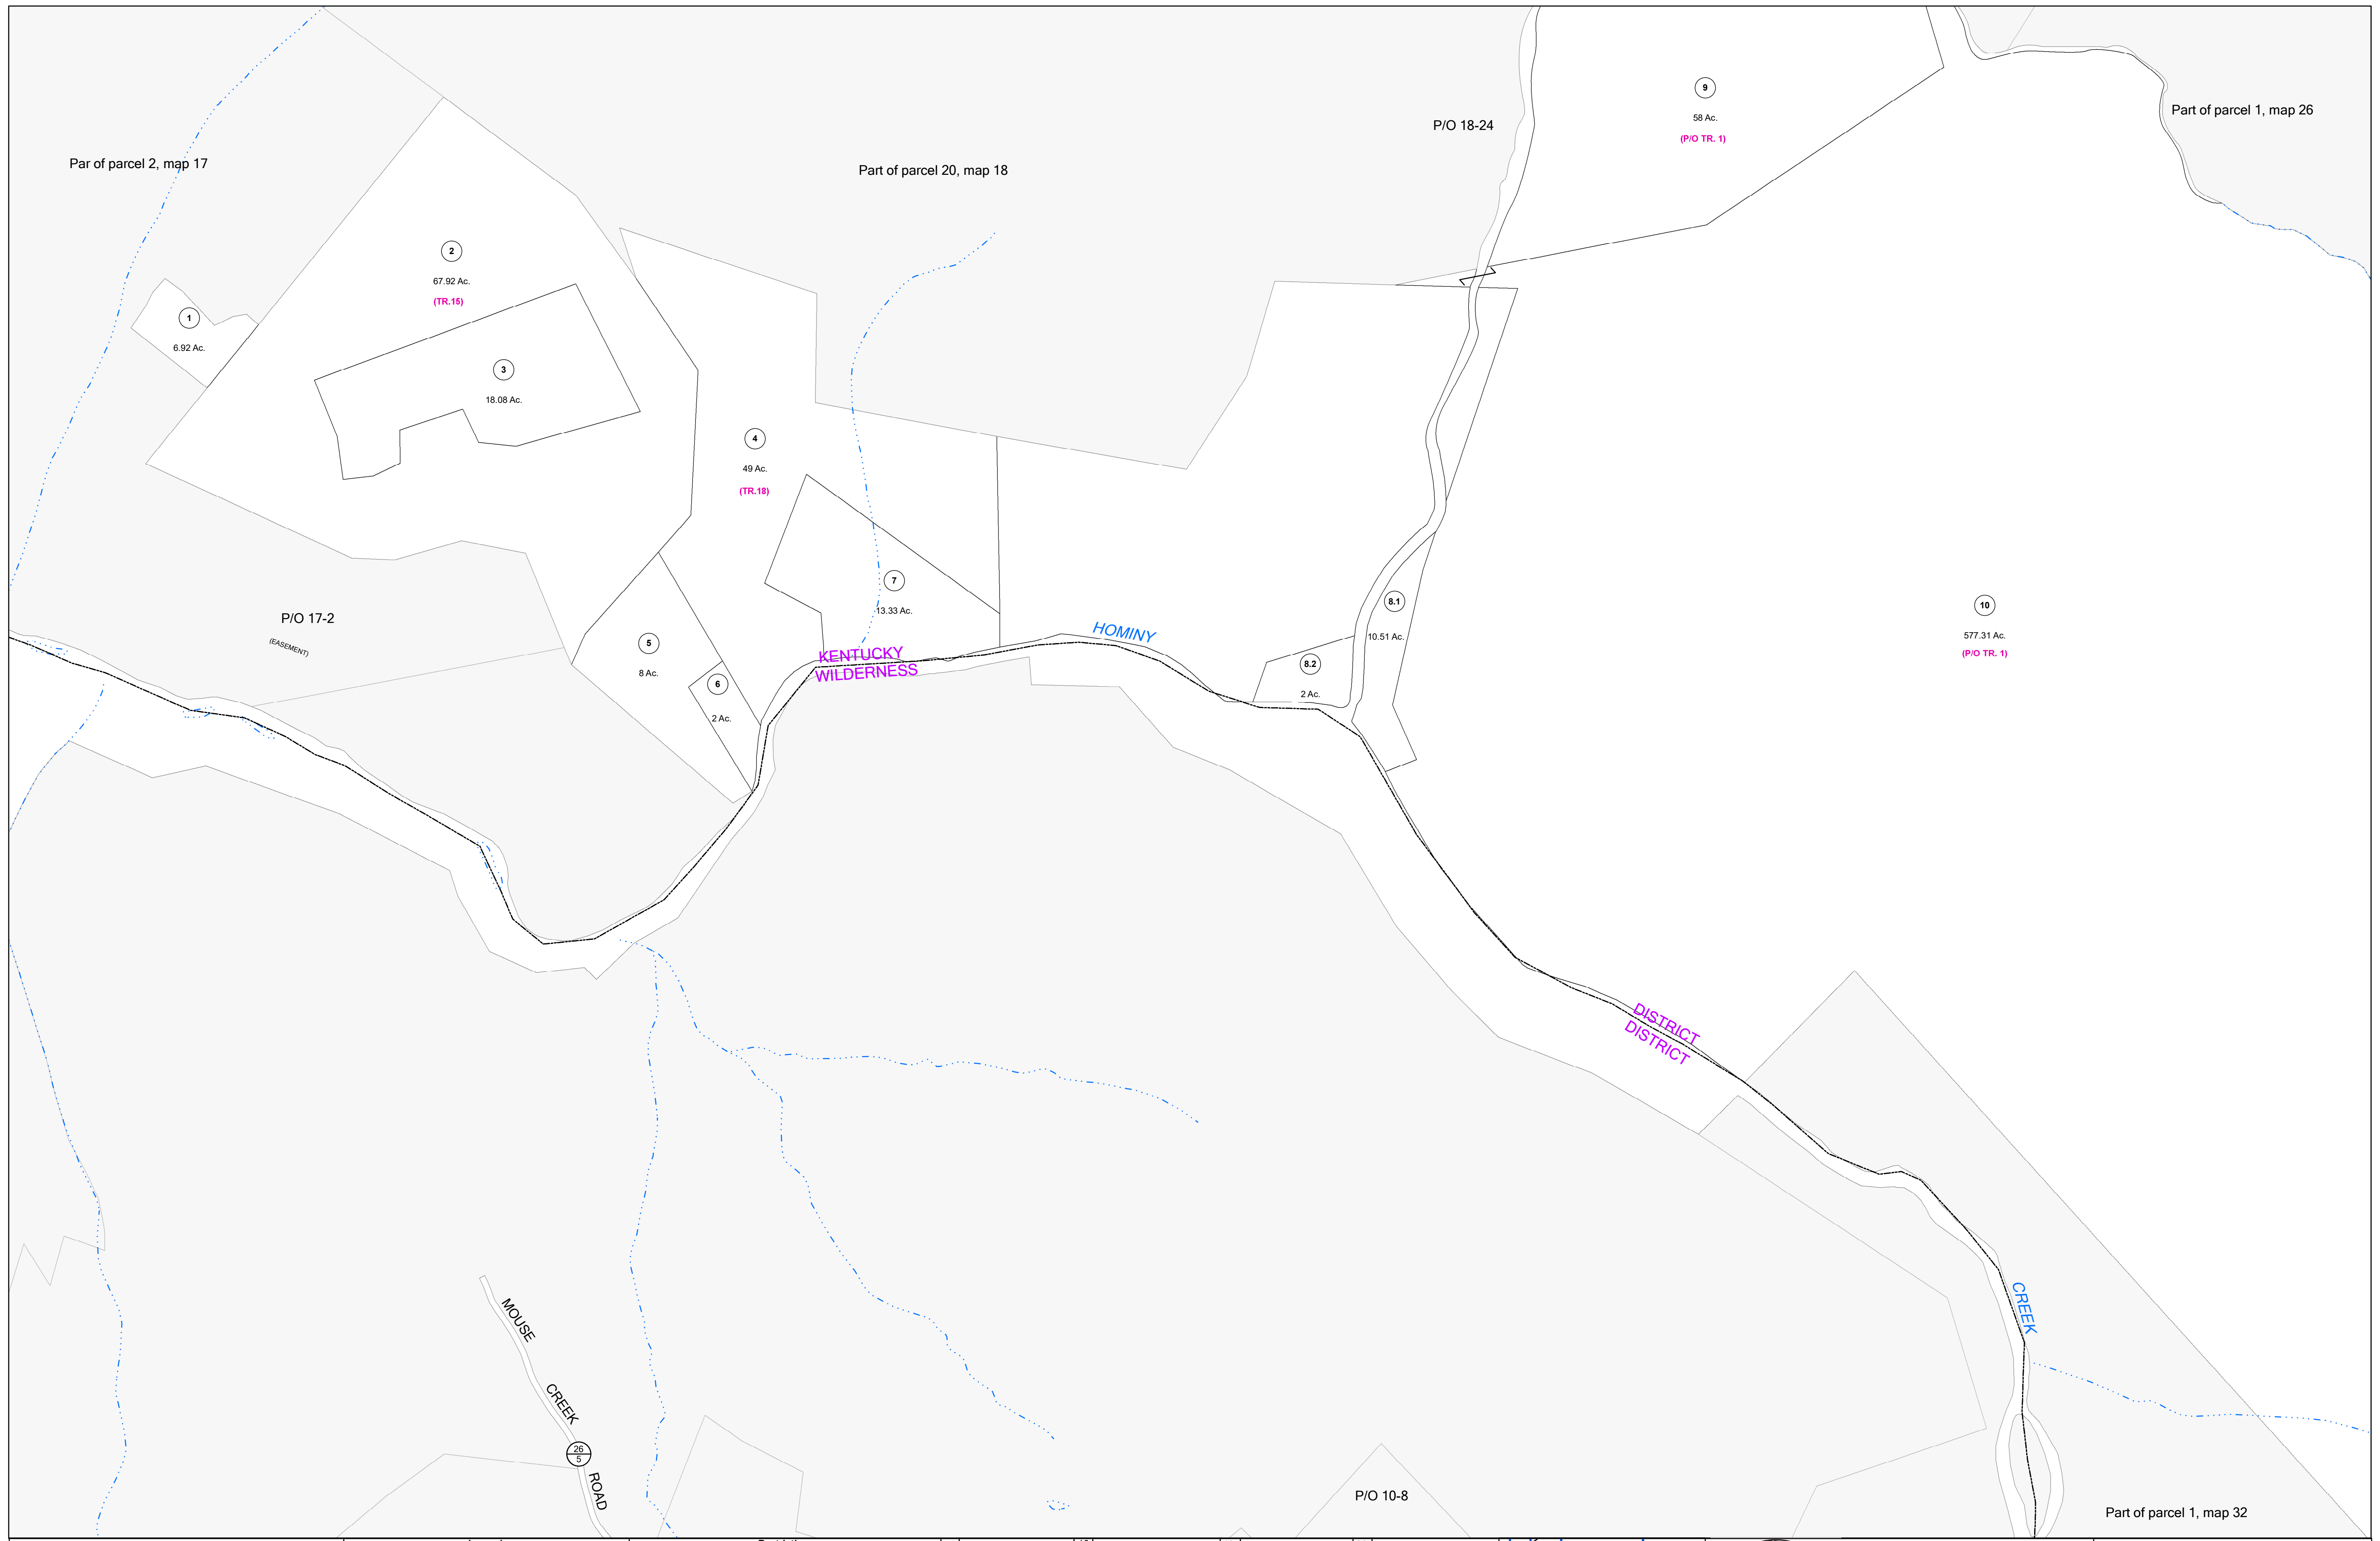 9
58 Ac.
(P/O TR. 1)
Part of parcel 1, map 26
P/O 18-24
Par of parcel 2, map 17
Part of parcel 20, map 18
2
67.92 Ac.
(TR.15)
1
6.92 Ac.
3
18.08 Ac.
4
49 Ac.
(TR.18)
7
13.33 Ac.
8.1
10.51 Ac.
10
577.31 Ac.
(P/O TR. 1)
P/O 17-2
(EASEMENT)
5
8 Ac.
6
2 Ac.
HOMINY
KENTUCKY
WILDERNESS
8.2
2 Ac.
DISTRICT
DISTRICT
CREEK
MOUSE
CREEK
26
5
ROAD
P/O 10-8
Part of parcel 1, map 32